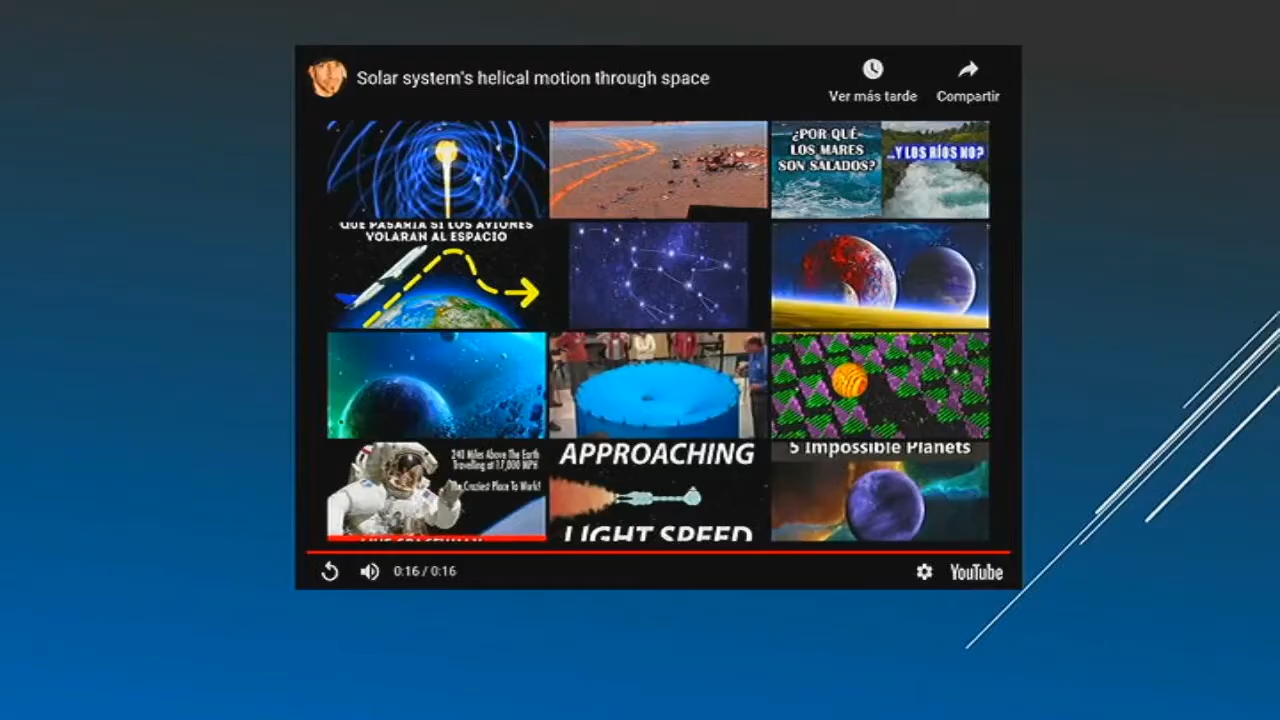 Solar system's helical motion through space
Ver más tarde
Compartir
¿POR QUÉ
LOS MARES
SON SALADOS?
...Y LOS RÍOS NO?
QUE PASARIA SI LOS AVIONES
VOLARAN AL ESPACIO
240 Miles Above The Earth
Travelling at 17,000 MPH
The Craziest Place To Work!
LIVE SPACEWALK
APPROACHING
LIGHT SPEED
5 Impossible Planets
0:16 / 0:16
YouTube